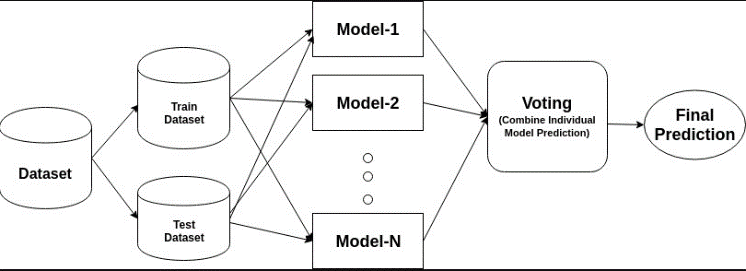 Dataset
Train
Dataset
Test
Dataset
Model-1
Model-2
Model-N
Voting
(Combine Individual
Model Prediction)
Final
Prediction